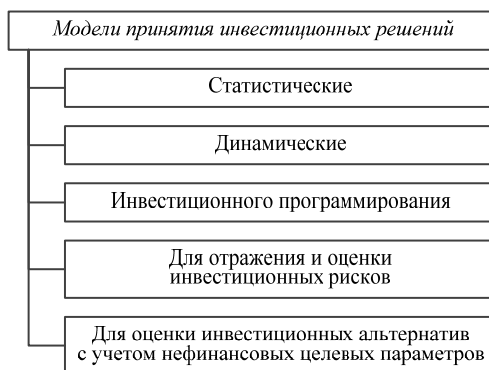 Модели принятия инвестиционных решений
Статистические
Динамические
Инвестиционного программирования
Для отражения и оценки
инвестиционных рисков
Для оценки инвестиционных альтернатив
с учетом нефинансовых целевых параметров